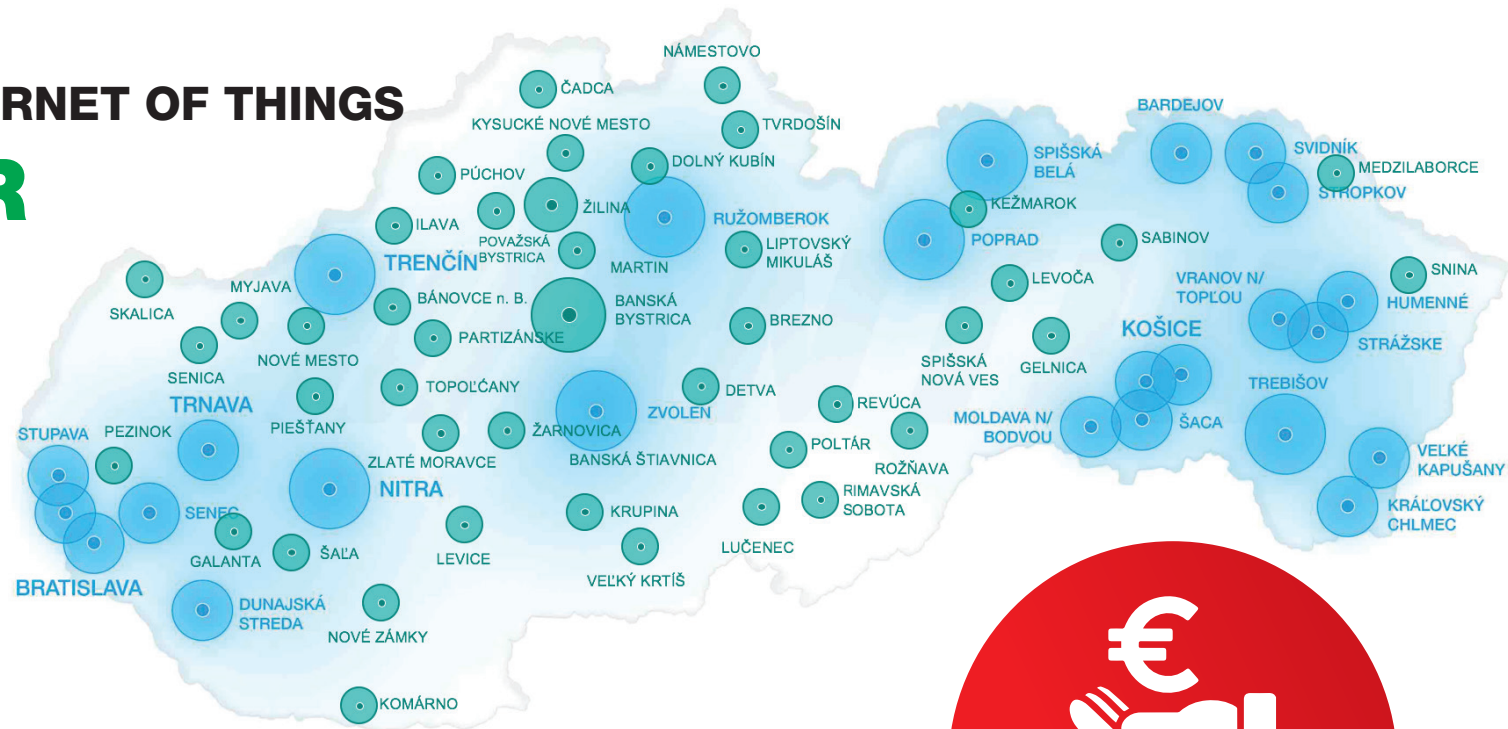 RNET OF THINGS
R
NÁMESTOVO
ČADCA
KYSUCKÉ NOVÉ MESTO
TVRDOŠÍN
DOLNÝ KUBÍN
PÚCHOV
ŽILINA
ILAVA
POVAŽSKÁ
BYSTRICA
MARTIN
RUŽOMBEROK
LIPTOVSKÝ
MIKULÁŠ
TRENČÍN
MYJAVA
SKALICA
BÁNOVCE n. B.
BANSKÁ
BYSTRICA
BREZNO
PARTIZÁNSKE
NOVÉ MESTO
SENICA
TOPOĽČANY
DETVA
TRNAVA
PIEŠŤANY
ZVOLEN
STUPAVA
PEZINOK
ŽARNOVICA
ZLATÉ MORAVCE
BANSKÁ ŠTIAVNICA
NITRA
SENEC
GALANTA
ŠAĽA
LEVICE
KRUPINA
VEĽKÝ KRTÍŠ
BRATISLAVA
DUNAJSKÁ
STREDA
NOVÉ ZÁMKY
KOMÁRNO
BARDEJOV
SPIŠSKÁ
BELÁ
SVIDNÍK
MEDZILABORCE
STROPKOV
KEŽMAROK
POPRAD
SABINOV
LEVOČA
VRANOV N/
TOPĽOU
SNINA
HUMENNÉ
STRÁŽSKE
KOŠICE
SPIŠSKÁ
NOVÁ VES
GELNICA
TREBIŠOV
REVÚCA
MOLDAVA N/
BODVOU
ŠACA
POLTÁR
ROŽŇAVA
RIMAVSKÁ
SOBOTA
LUČENEC
VEĽKÉ
KAPUŠANY
KRÁĽOVSKÝ
CHLMEC
€